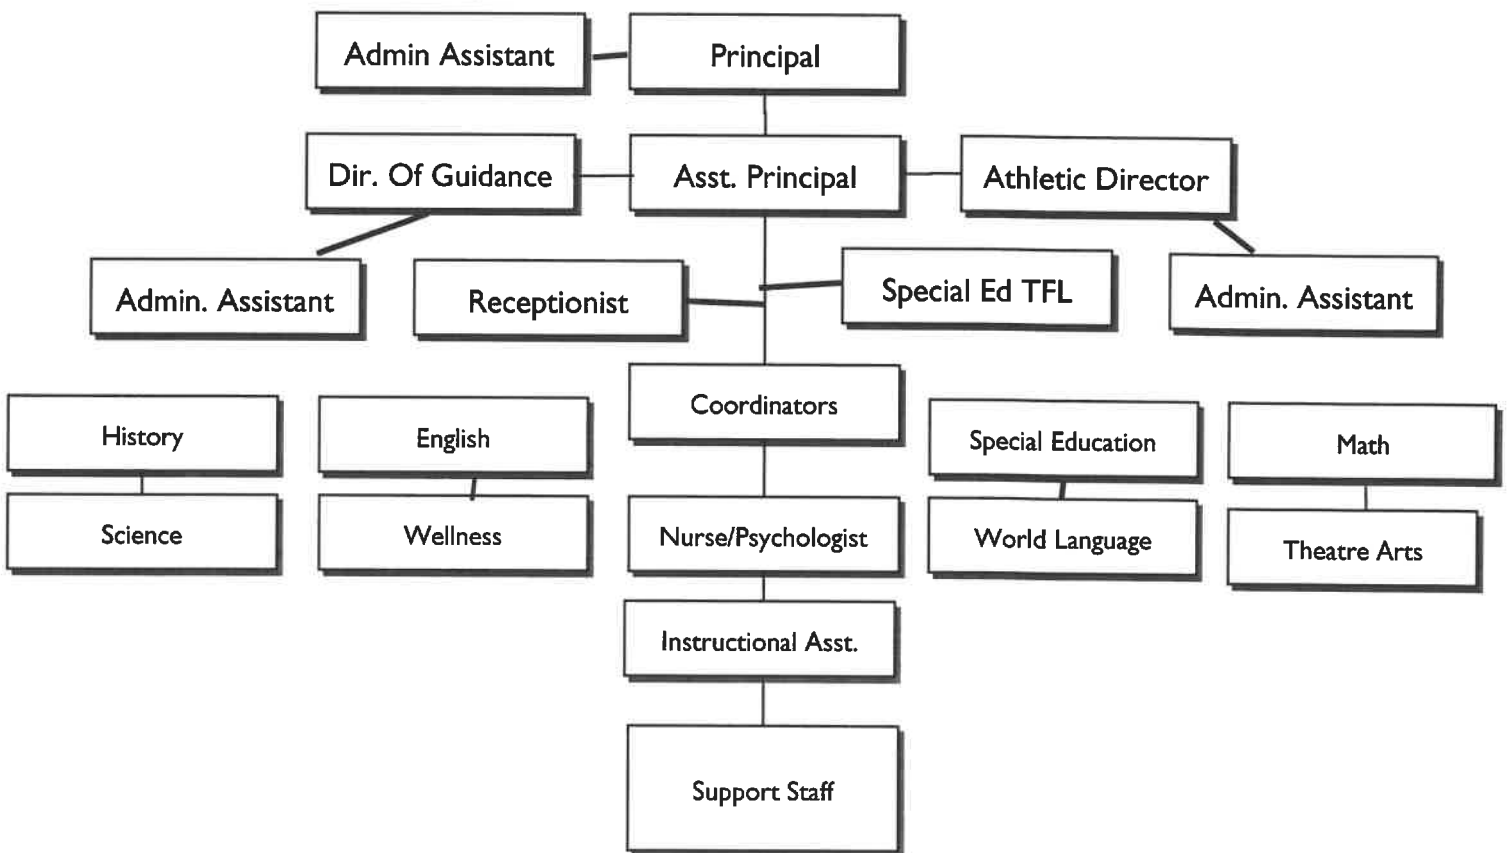 Admin Assistant
Principal
Dir. Of Guidance
Asst. Principal
Athletic Director
Admin. Assistant
Receptionist
Special Ed TFL
Admin. Assistant
Coordinators
History
English
Special Education
Math
Science
Wellness
Nurse/Psychologist
World Language
Theatre Arts
Instructional Asst.
Support Staff